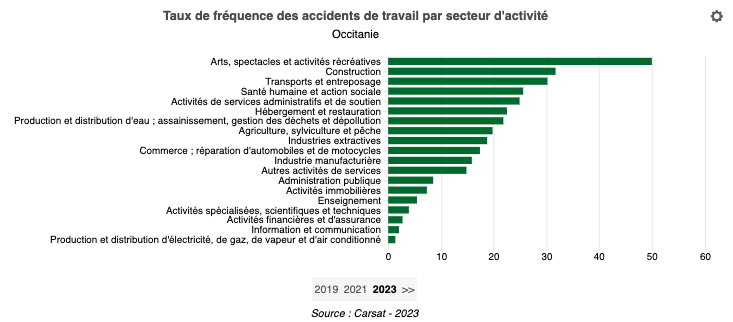 Taux de fréquence des accidents de travail par secteur d'activité
Occitanie
Arts, spectacles et activités récréatives
Construction
Transports et entreposage
Santé humaine et action sociale
Activités de services administratifs et de soutien
Hébergement et restauration
Production et distribution d'eau ; assainissement, gestion des déchets et dépollution
Agriculture, sylviculture et pêche
Industries extractives
Commerce ; réparation d'automobiles et de motocycles
Industrie manufacturière
Autres activités de services
Administration publique
Activités immobilières
Enseignement
Activités spécialisées, scientifiques et techniques
Activités financières et d'assurance
Information et communication
Production et distribution d'électricité, de gaz, de vapeur et d'air conditionné
0 10 20 30 40 50 60
2019 2021 2023 >>
Source : Carsat - 2023